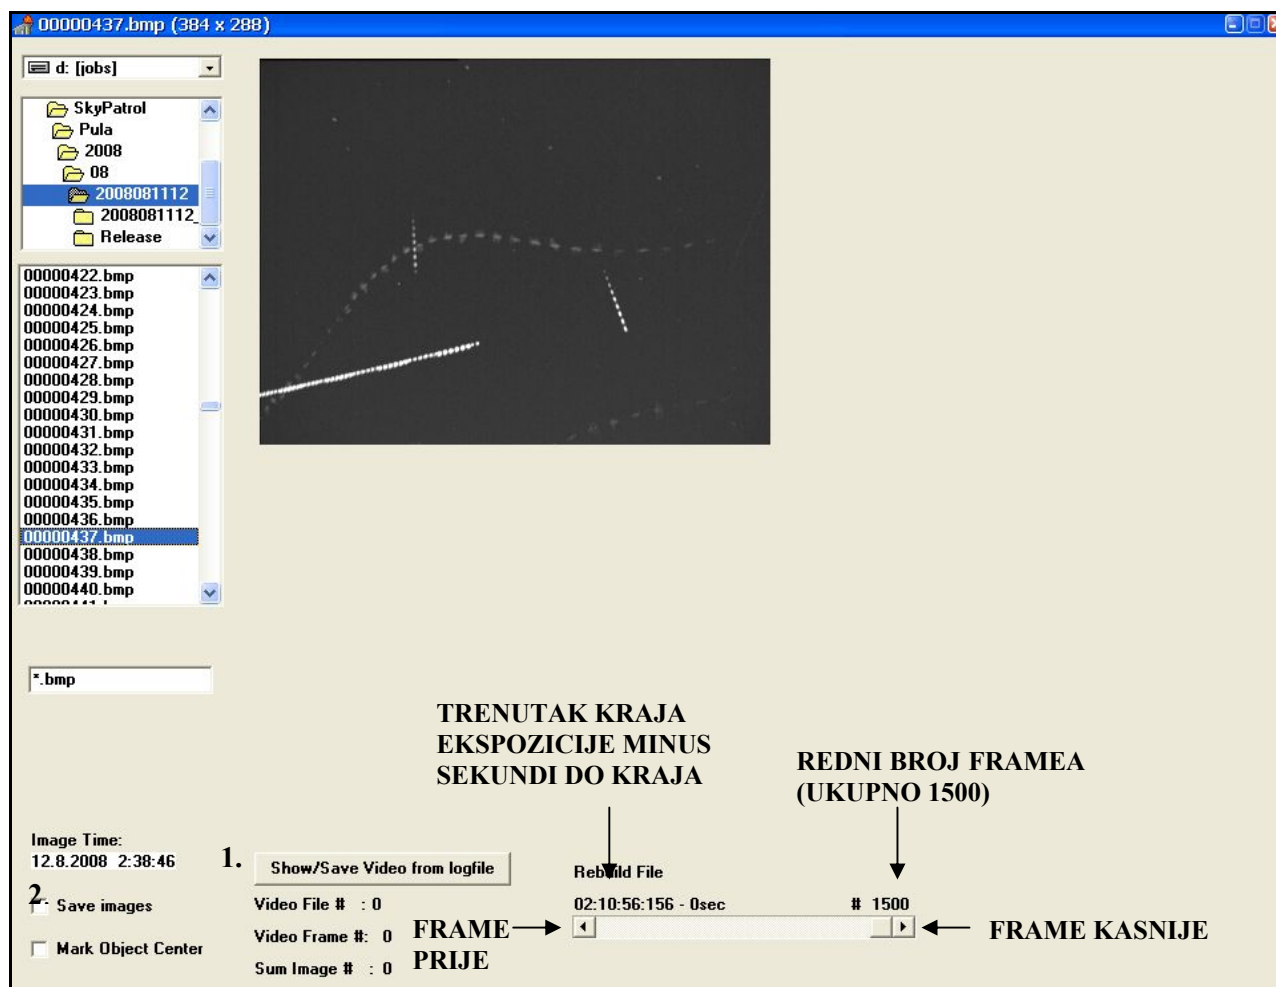 00000437.bmp (384 x 288)
d: [jobs]
SkyPatrol
Pula
2008
08
2008081112
2008081112_
Release
00000422.bmp
00000423.bmp
00000424.bmp
00000425.bmp
00000426.bmp
00000427.bmp
00000428.bmp
00000429.bmp
00000430.bmp
00000431.bmp
00000432.bmp
00000433.bmp
00000434.bmp
00000435.bmp
00000436.bmp
00000437.bmp
00000438.bmp
00000439.bmp
00000440.bmp
*.bmp
TRENUTAK KRAJA
EKSPOZICIJE MINUS
SEKUNDI DO KRAJA
REDNI BROJ FRAMEA
(UKUPNO 1500)
Image Time:
12.8.2008 2:38:46
1.
Show/Save Video from logfile
Rebuild File
2.
Save images
Video File # : 0
02:10:56:156 - 0sec
# 1500
Mark Object Center
Video Frame #: 0
Sum Image # : 0
FRAME
PRIJE
FRAME KASNIJE